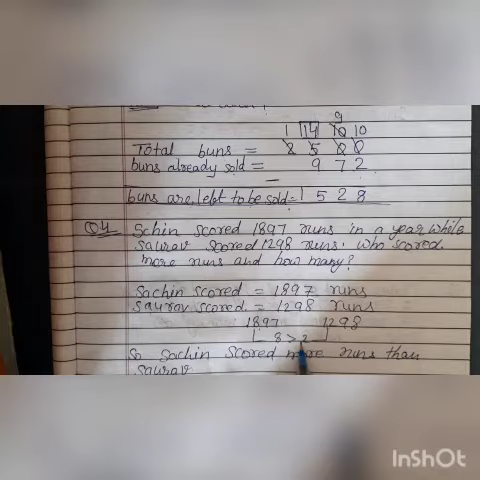 9
1 14 10 10
Total buns = 2 5 0 0
buns already sold = 9 7 2
buns are left to be sold = 1 5 2 8
Q4 Schin scored 1897 runs in a year while
saurav scored 1298 runs. Who scored
more runs and how many?
Sachin scored = 1897 runs
Saurav scored = 1298 runs
1897 1298
8 > 2
So Sachin scored more runs than
saurav
InShOt